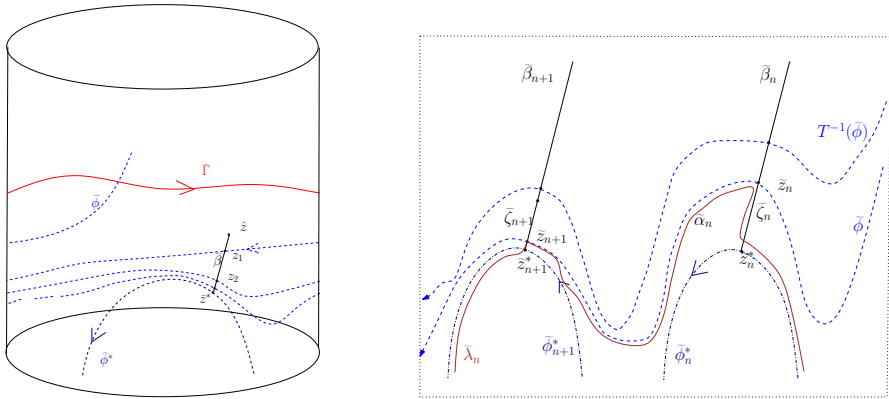 Γ
ϕ̄
ẑ
β
z₁
z₂
z̄*
ϕ̂*
β̃ₙ₊₁
β̃ₙ
T⁻¹(ϕ̃)
ζ̃ₙ₊₁
z̃ₙ₊₁
z̃*ₙ₊₁
α̃ₙ
z̃ₙ
ζ̃ₙ
z̃*ₙ
ϕ̃
λ̃ₙ
ϕ̃*ₙ₊₁
ϕ̃*ₙ